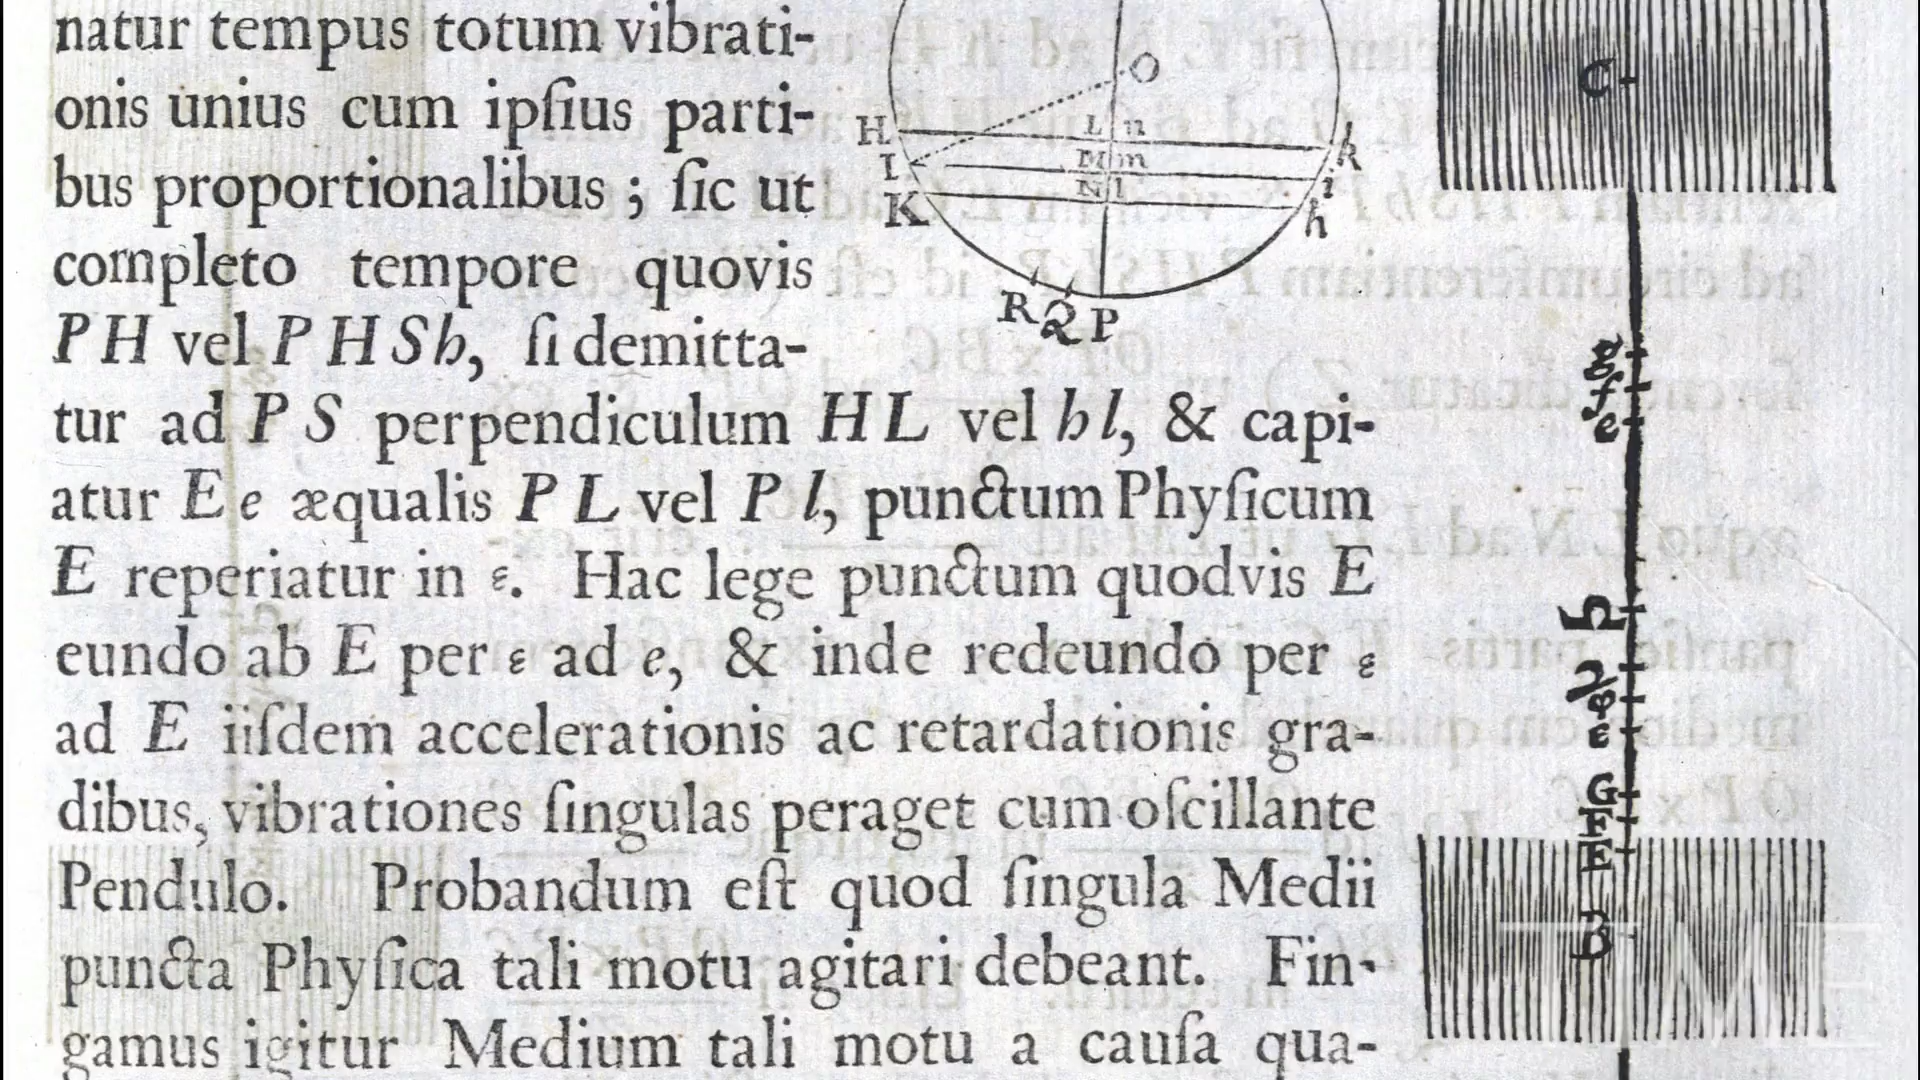 natur tempus totum vibrati-
onis unius cum ipſius parti-
bus proportionalibus ; ſic ut
completo tempore quovis
PH vel PHSh, ſi demitta-
tur ad PS perpendiculum HL vel hl, & capi-
atur Ee æqualis PL vel Pl, punctum Phyſicum
E reperiatur in ε. Hac lege punctum quodvis E
eundo ab E per ε ad e, & inde redeundo per ε
ad E iiſdem accelerationis ac retardationis gra-
dibus, vibrationes ſingulas peraget cum oſcillante
Pendulo. Probandum eſt quod ſingula Medii
puncta Phyſica tali motu agitari debeant. Fin-
gamus igitur Medium tali motu a cauſa qua-
O
H L n k
I M m i
K N l h
R Q P
C
g
f
e
h
γ
ε
G
F
E
D